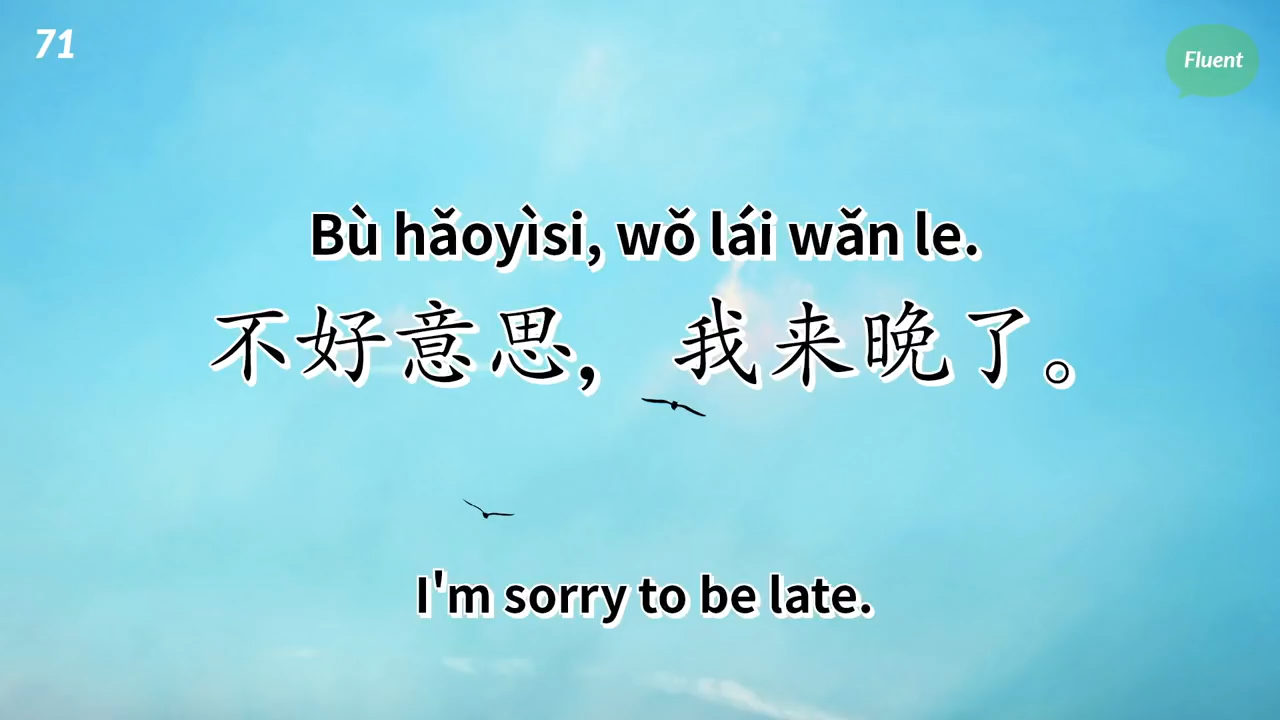 71
Fluent
Bù hǎoyìsi, wǒ lái wǎn le.
不好意思，我来晚了。
I'm sorry to be late.